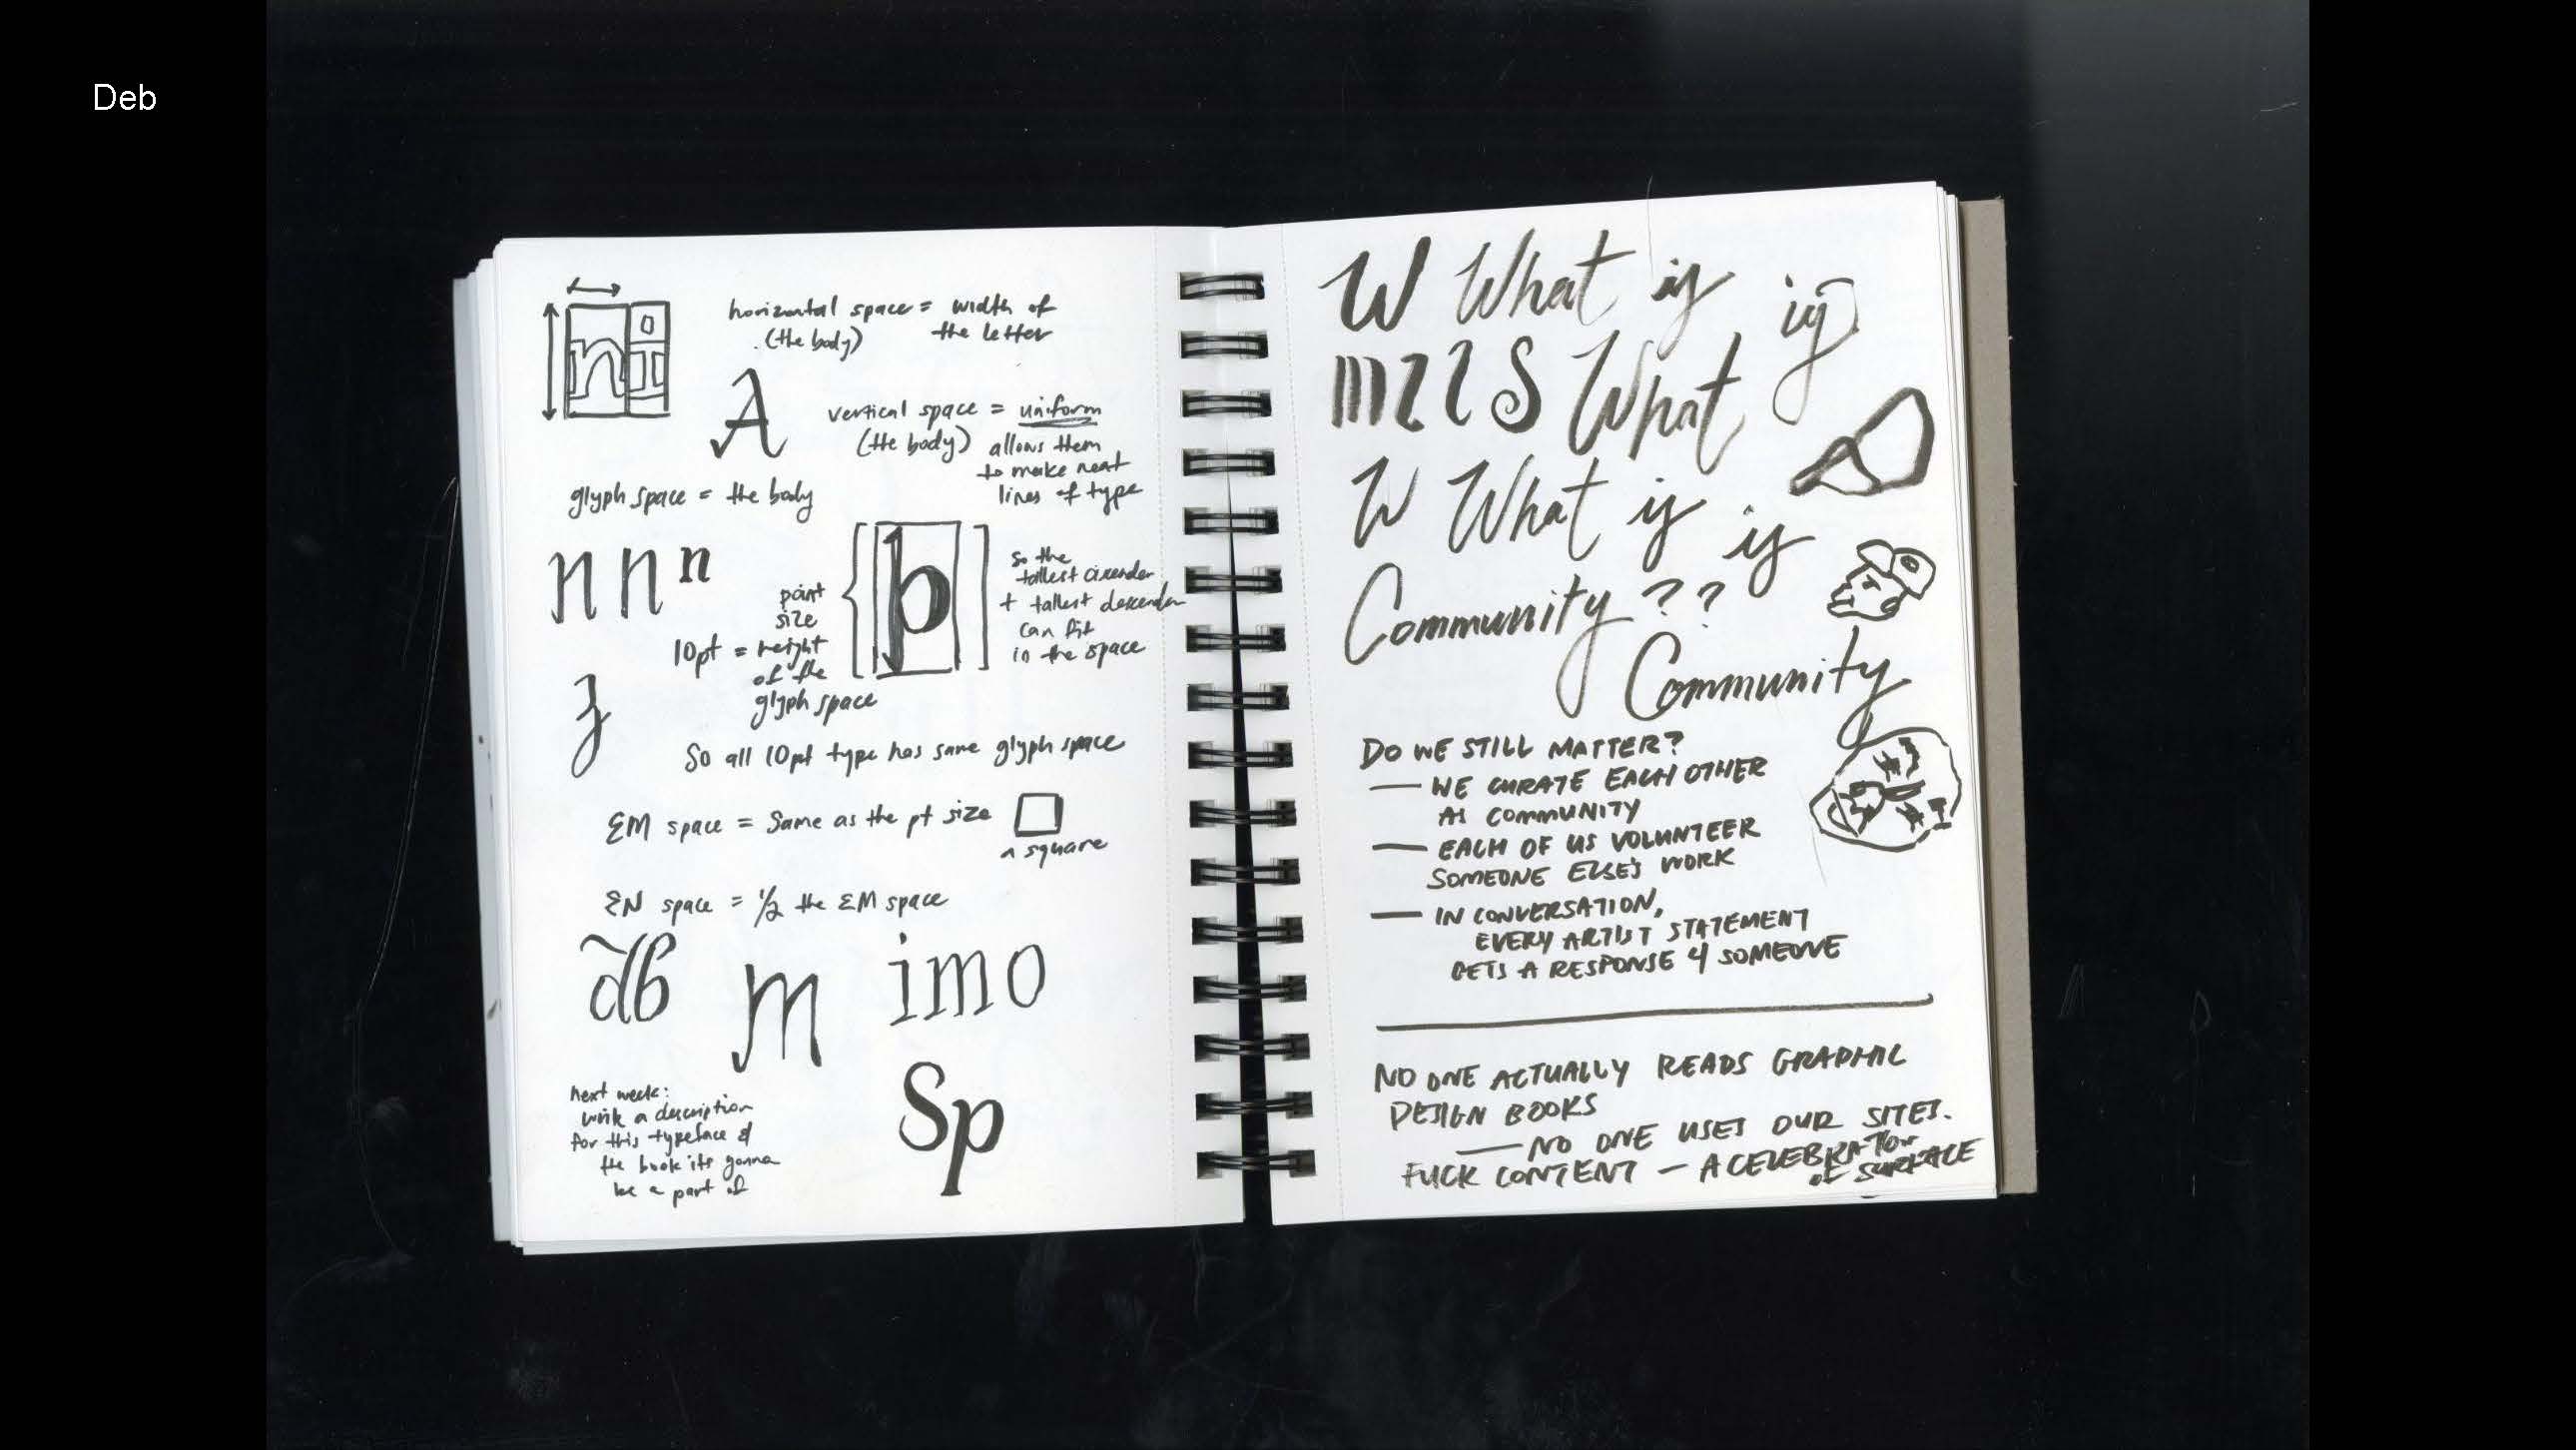 Deb
horizontal space = width of
(the body) the letter
n
A
vertical space = uniform
(the body) allows them
to make neat
lines of type
glyph space = the body
n n n
point
size
10pt = height
of the
glyph space
so the
tallest ascender
+ tallest descender
can fit
in the space
z
So all 10pt type has same glyph space
EM space = same as the pt size
a square
EN space = 1/2 the EM space
db
m
imo
Sp
next week:
write a description
for this typeface &
the book its gonna
be a part of
W What is is
S What
W What is is
Community ??
Community
DO WE STILL MATTER?
— WE CURATE EACH OTHER
AS COMMUNITY
— EACH OF US VOLUNTEER
SOMEONE ELSE'S WORK
— IN CONVERSATION,
EVERY ARTIST STATEMENT
GETS A RESPONSE 4 SOMEONE
NO ONE ACTUALLY READS GRAPHIC
DESIGN BOOKS
— NO ONE USES OUR SITES.
FUCK CONTENT — A CELEBRATION
OF SURFACE